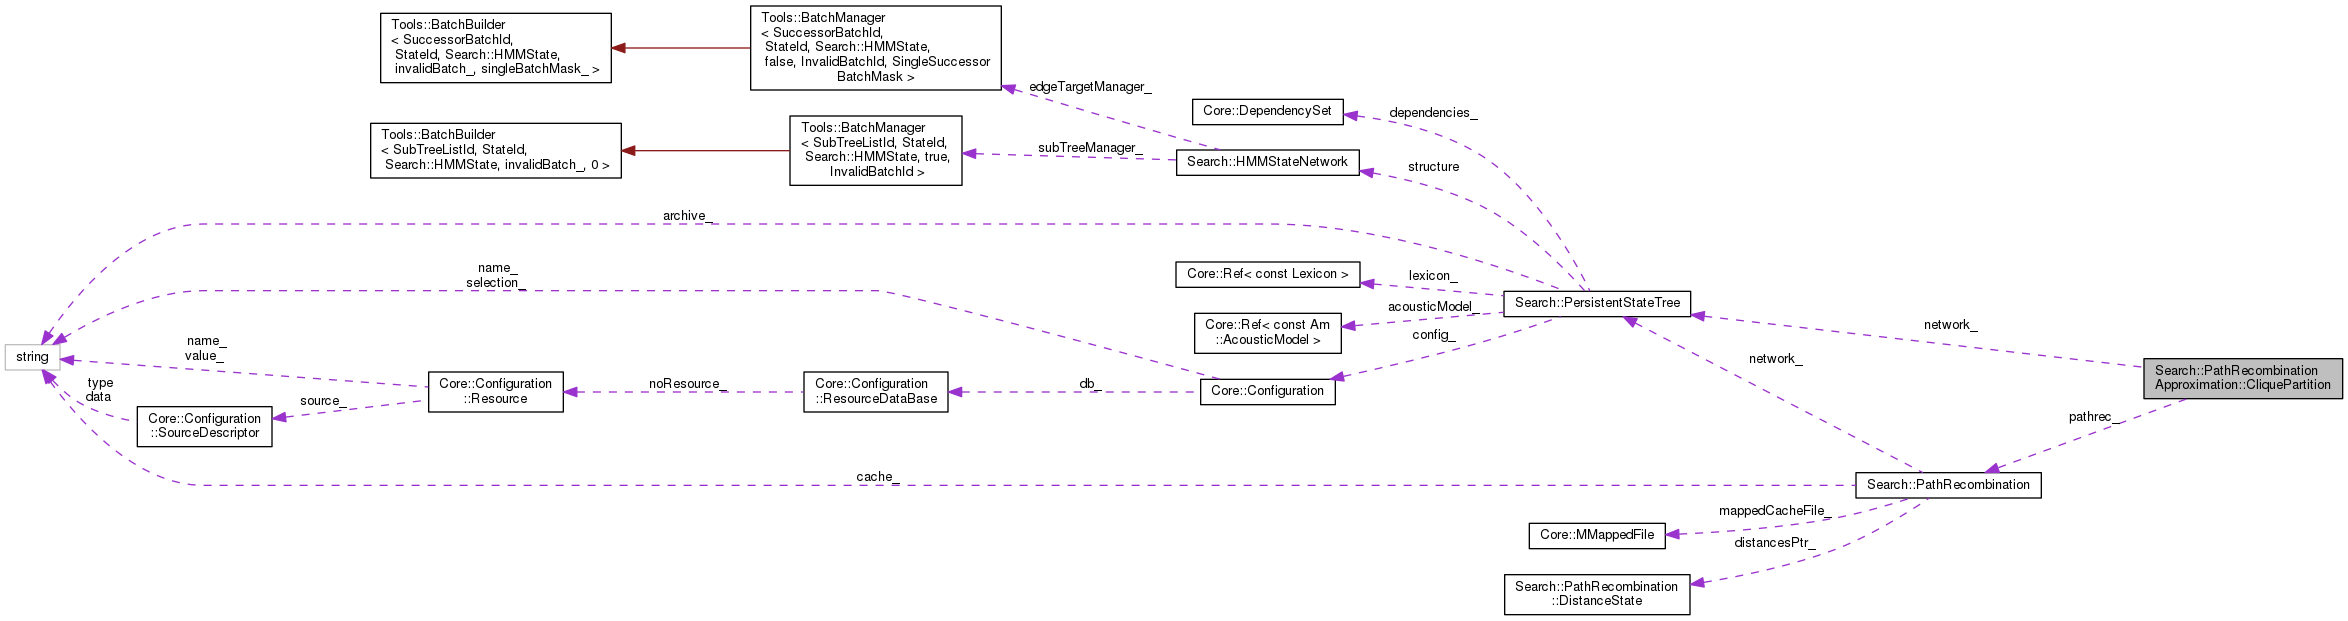 Tools::BatchBuilder
< SuccessorBatchId,
StateId, Search::HMMState,
invalidBatch_, singleBatchMask_ >
Tools::BatchManager
< SuccessorBatchId,
StateId, Search::HMMState,
false, InvalidBatchId, SingleSuccessor
BatchMask >
edgeTargetManager_
Core::DependencySet
dependencies_
Tools::BatchBuilder
< SubTreeListId, StateId,
Search::HMMState, invalidBatch_, 0 >
Tools::BatchManager
< SubTreeListId, StateId,
Search::HMMState, true,
InvalidBatchId >
subTreeManager_
Search::HMMStateNetwork
structure
archive_
name_
selection_
Core::Ref< const Lexicon >
lexicon_
Search::PersistentStateTree
acousticModel_
Core::Ref< const Am
::AcousticModel >
config_
network_
string
name_
value_
network_
Search::PathRecombination
Approximation::CliquePartition
type
data
source_
Core::Configuration
::Resource
noResource_
Core::Configuration
::ResourceDataBase
db_
Core::Configuration
Core::Configuration
::SourceDescriptor
pathrec_
cache_
Search::PathRecombination
mappedCacheFile_
Core::MMappedFile
distancesPtr_
Search::PathRecombination
::DistanceState